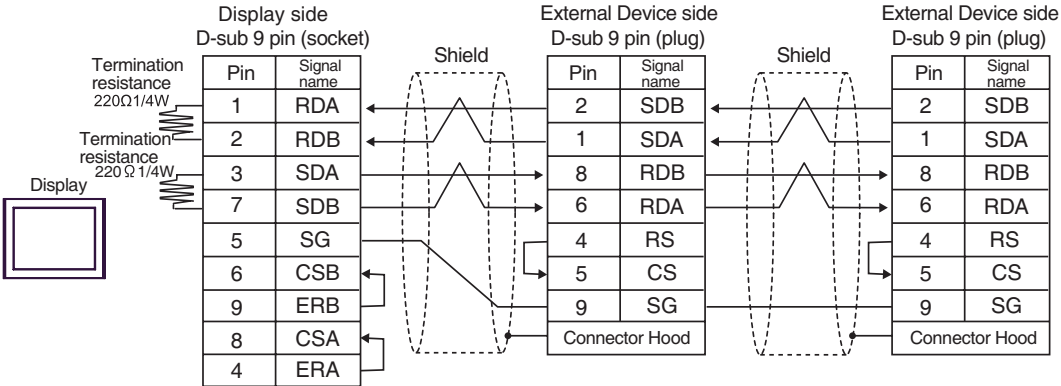 Display side
D-sub 9 pin (socket)
External Device side
D-sub 9 pin (plug)
External Device side
D-sub 9 pin (plug)
Termination
resistance
220Ω1/4W
Termination
resistance
220Ω1/4W
Display
Shield
Shield
Pin Signal name
1 RDA
2 RDB
3 SDA
7 SDB
5 SG
6 CSB
9 ERB
8 CSA
4 ERA
Pin Signal name
2 SDB
1 SDA
8 RDB
6 RDA
4 RS
5 CS
9 SG
Connector Hood
Pin Signal name
2 SDB
1 SDA
8 RDB
6 RDA
4 RS
5 CS
9 SG
Connector Hood